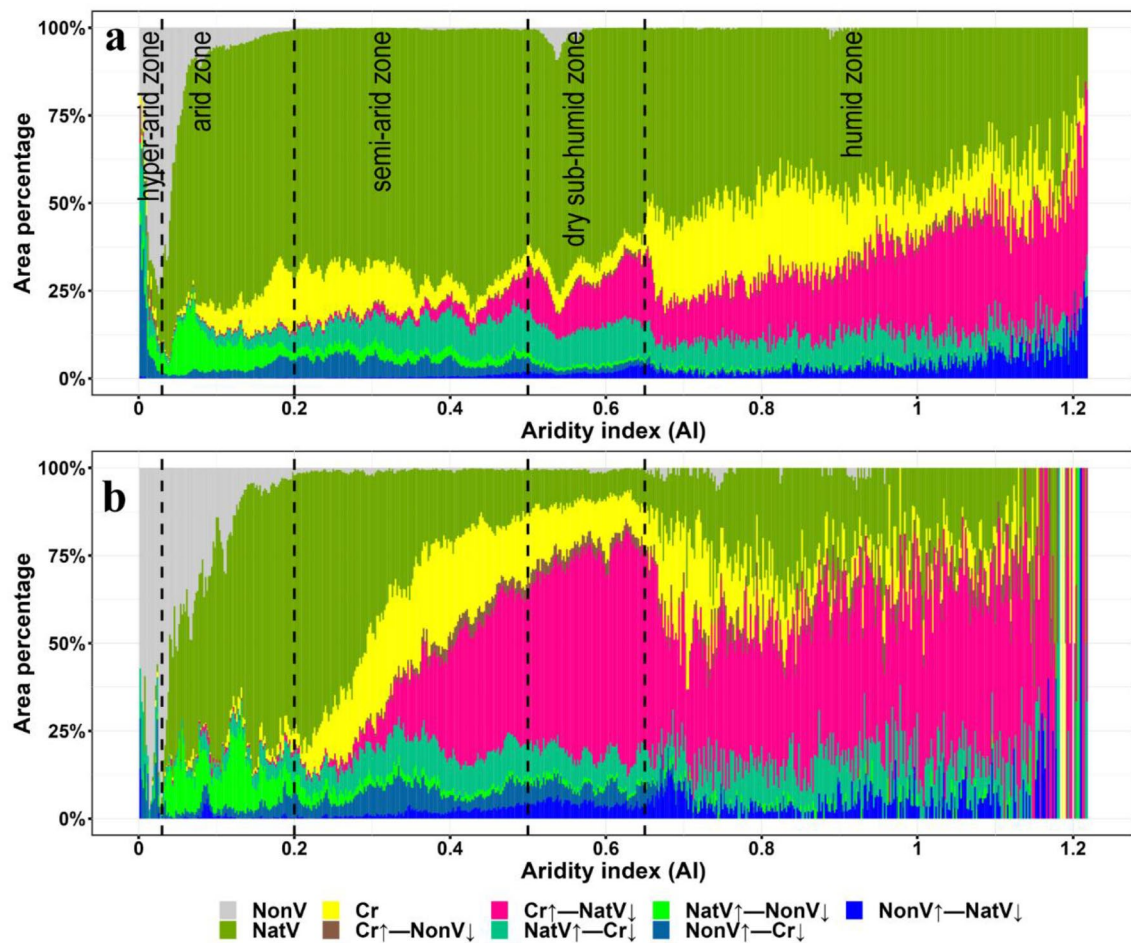 a
100%
75%
50%
25%
0%
Area percentage
hyper-arid zone
arid zone
semi-arid zone
dry sub-humid zone
humid zone
0 0.2 0.4 0.6 0.8 1 1.2
Aridity index (AI)
b
100%
75%
50%
25%
0%
Area percentage
0 0.2 0.4 0.6 0.8 1 1.2
Aridity index (AI)
NonV Cr Cr↑—NatV↓ NatV↑—NonV↓ NonV↑—NatV↓
NatV Cr↑—NonV↓ NatV↑—Cr↓ NonV↑—Cr↓